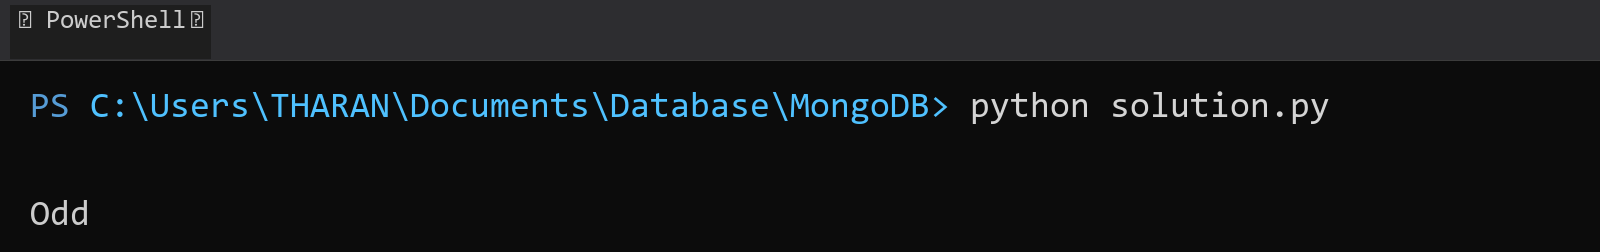 PowerShell
PS C:\Users\THARAN\Documents\Database\MongoDB> python solution.py
Odd